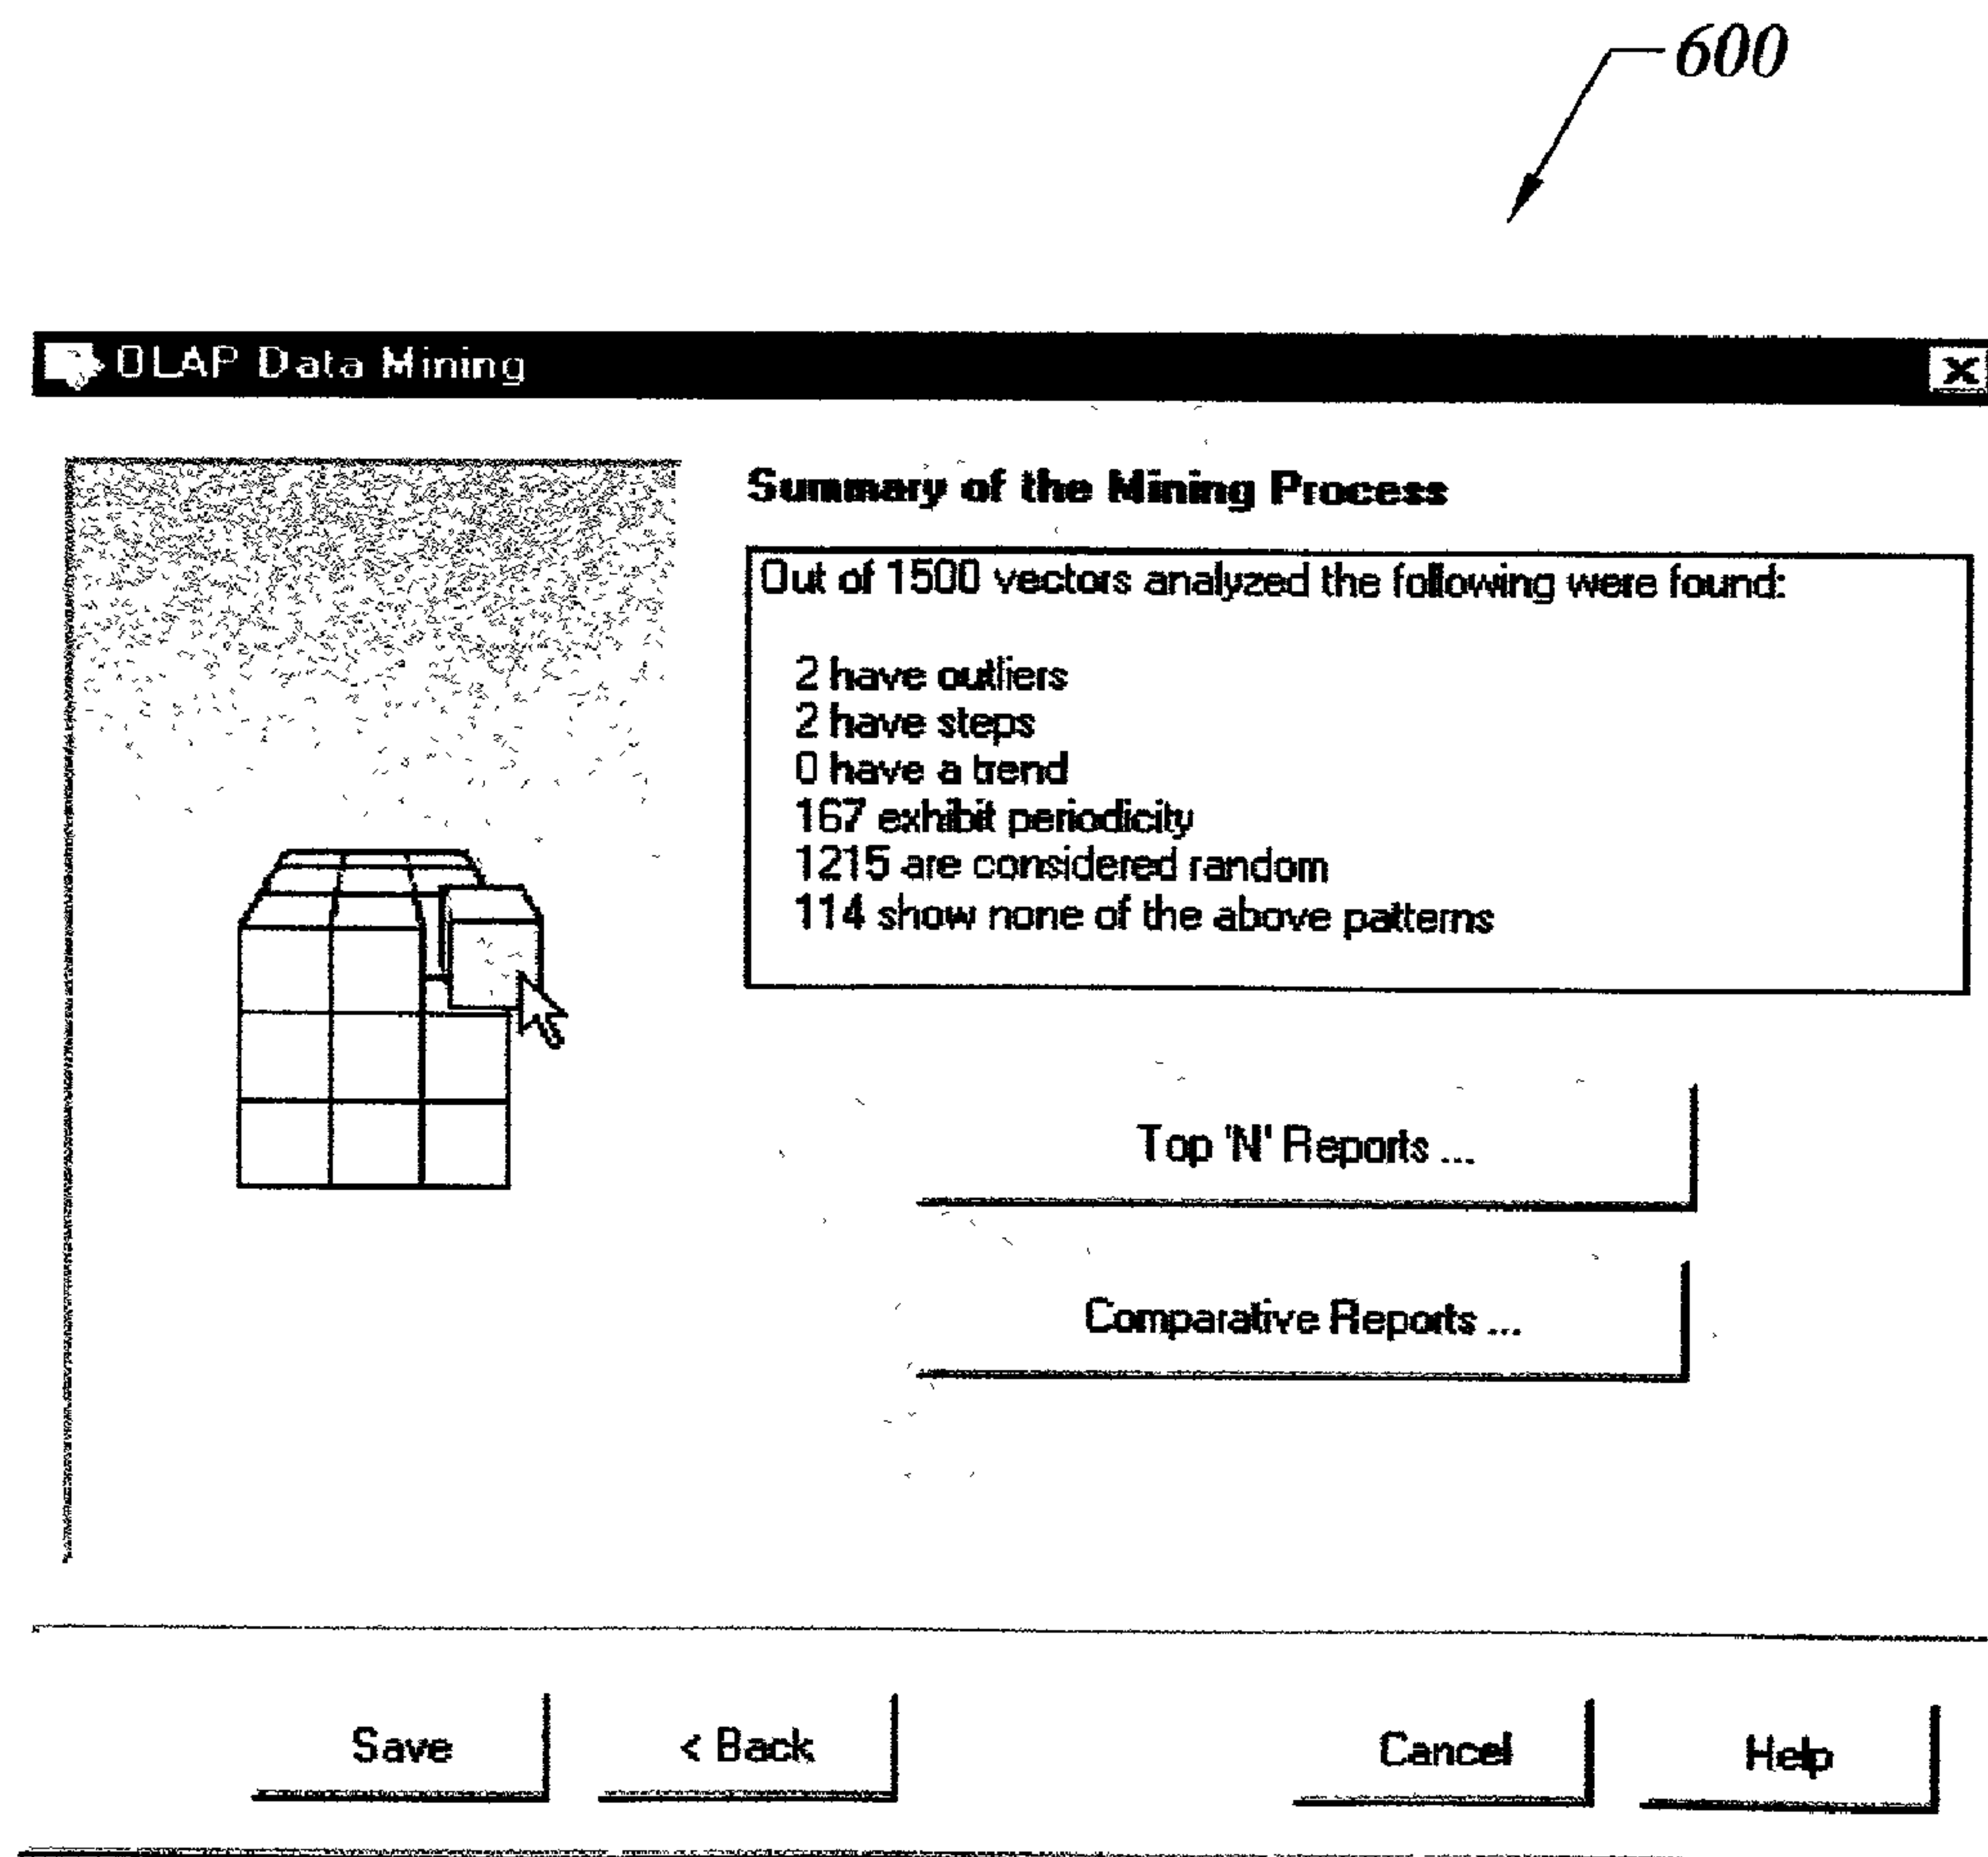 600
OLAP Data Mining
Summary of the Mining Process
Out of 1500 vectors analyzed the following were found:
2 have outliers
2 have steps
0 have a trend
167 exhibit periodicity
1215 are considered random
114 show none of the above patterns
Top 'N' Reports ...
Comparative Reports ...
Save
< Back
Cancel
Help